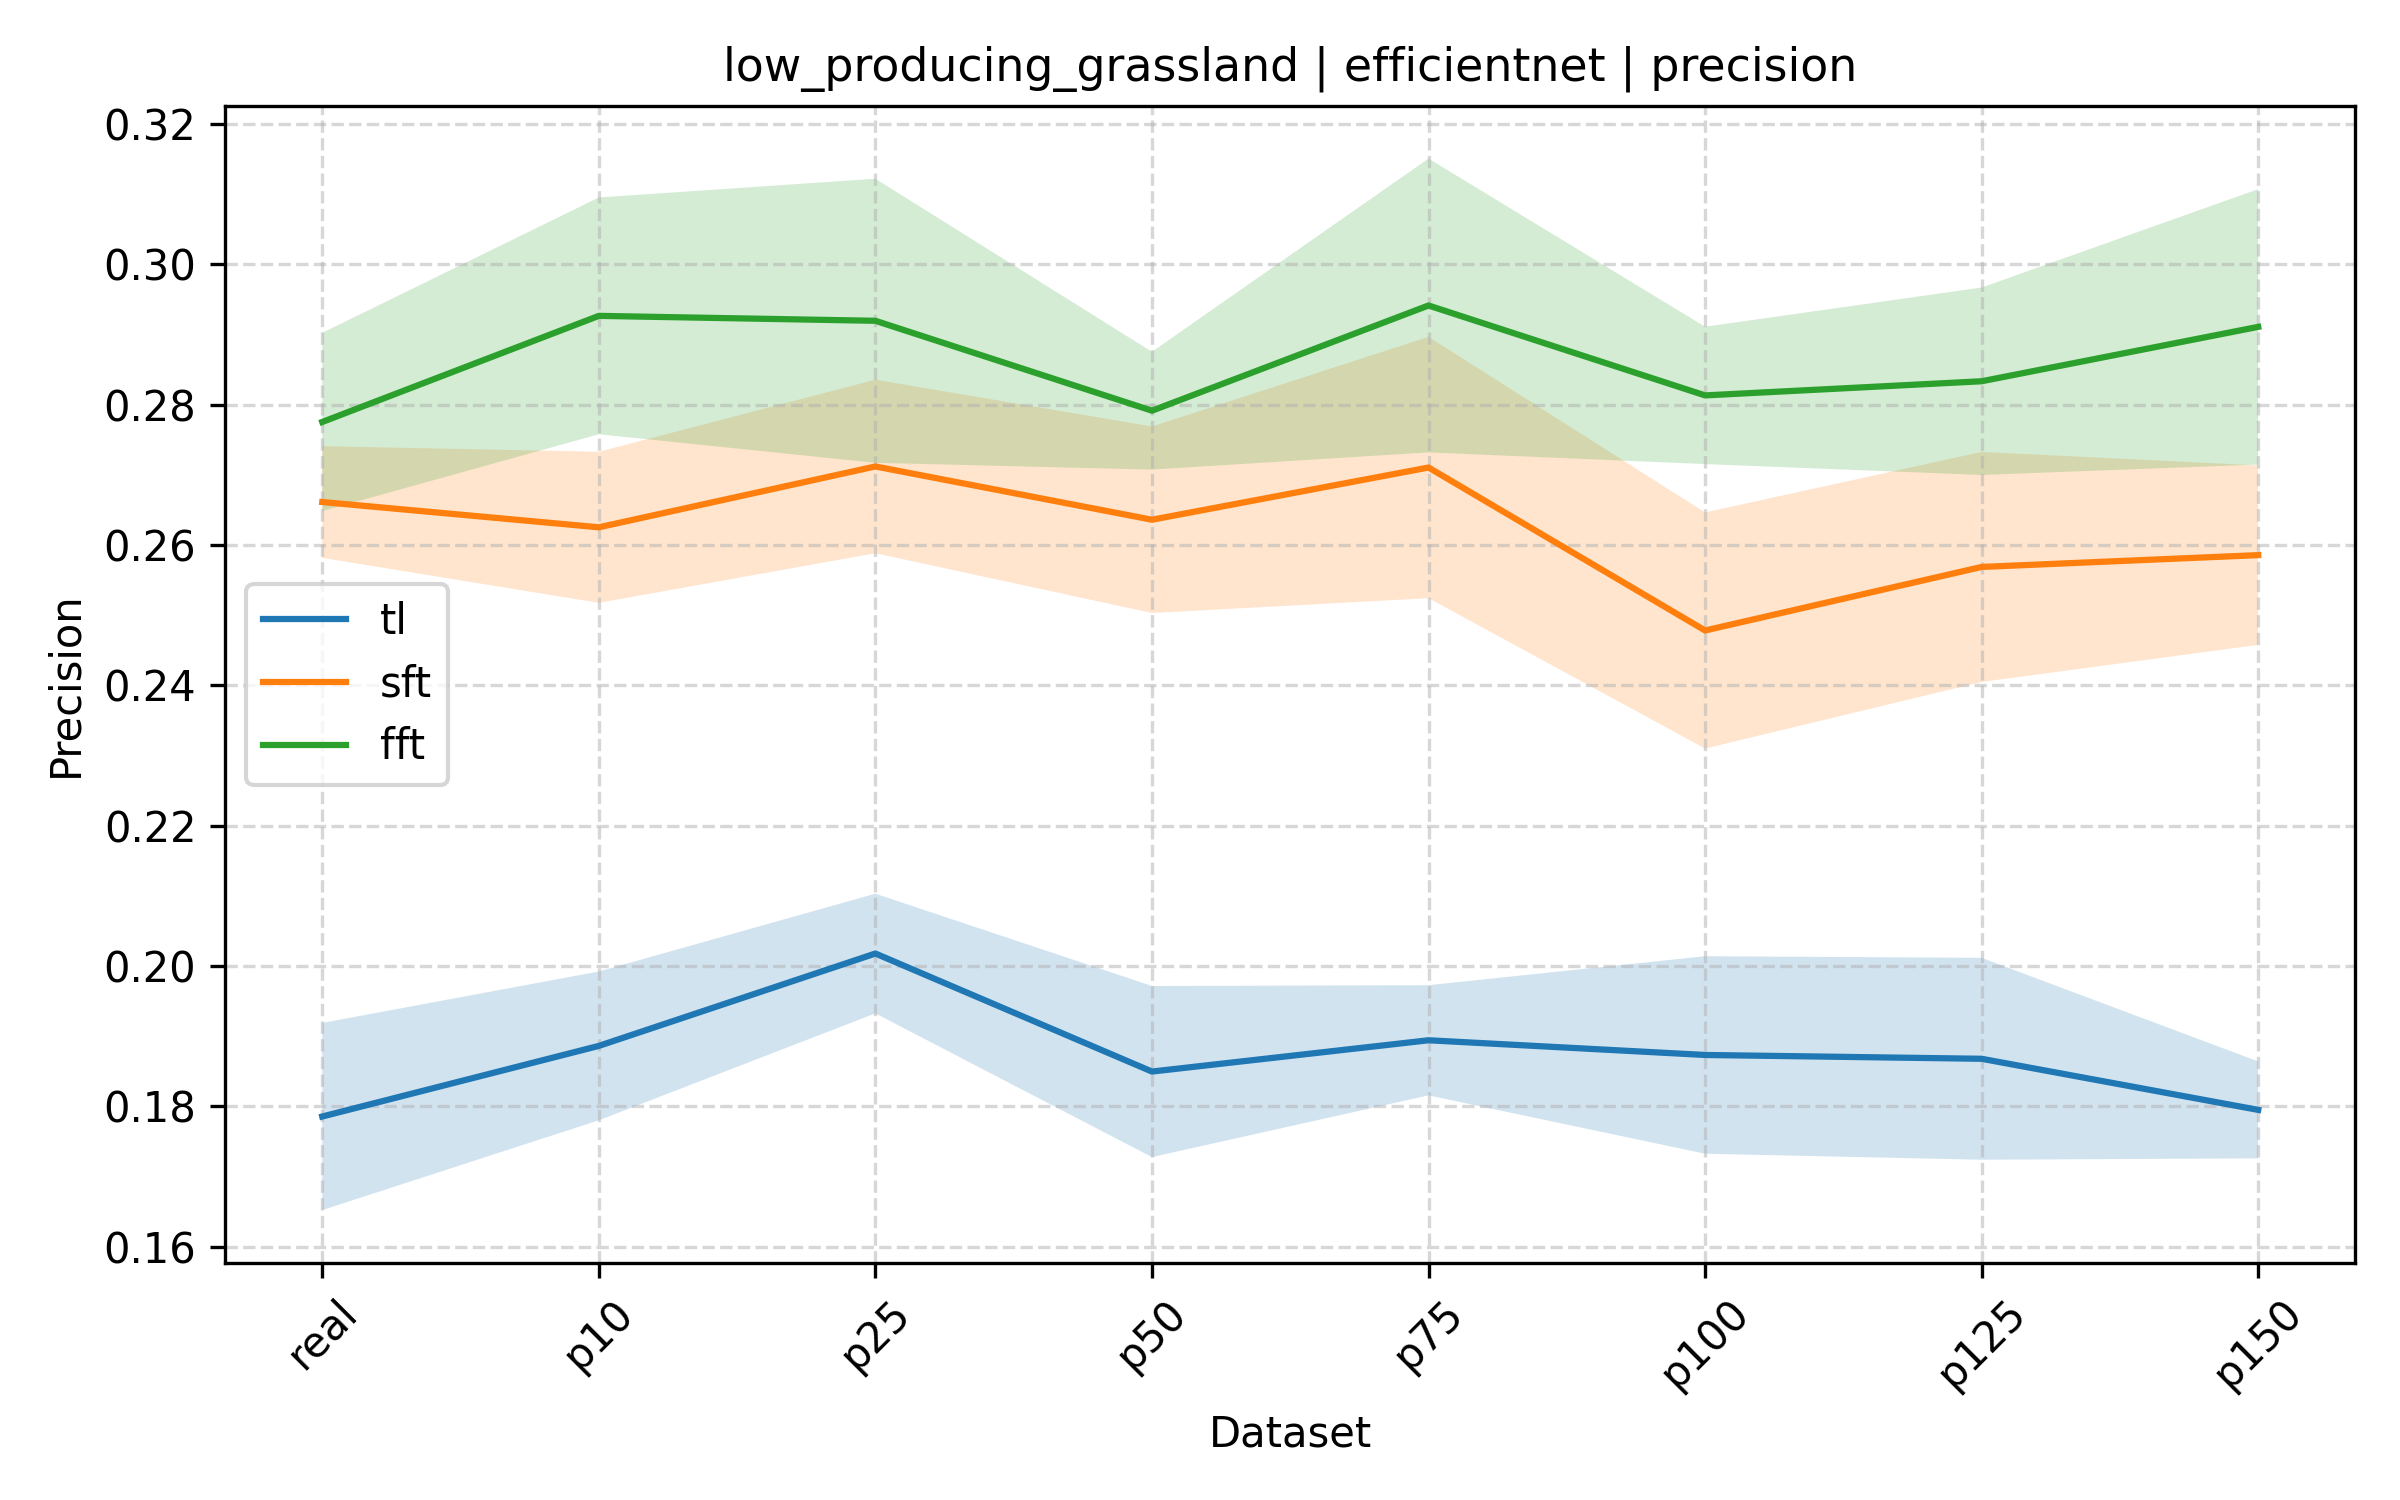 low_producing_grassland | efficientnet | precision
0.32
0.30
0.28
0.26
0.24
0.22
0.20
0.18
0.16
Precision
tl
sft
fft
real
p10
p25
p50
p75
p100
p125
p150
Dataset